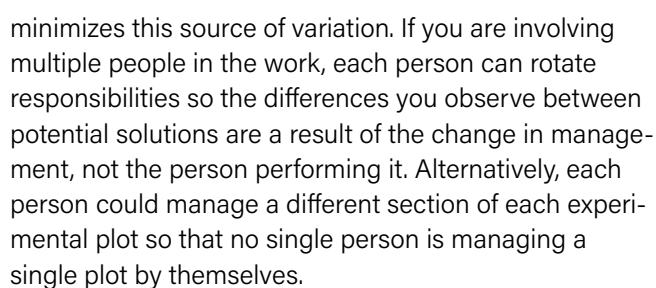 minimizes this source of variation. If you are involving
multiple people in the work, each person can rotate
responsibilities so the differences you observe between
potential solutions are a result of the change in manage-
ment, not the person performing it. Alternatively, each
person could manage a different section of each experi-
mental plot so that no single person is managing a
single plot by themselves.